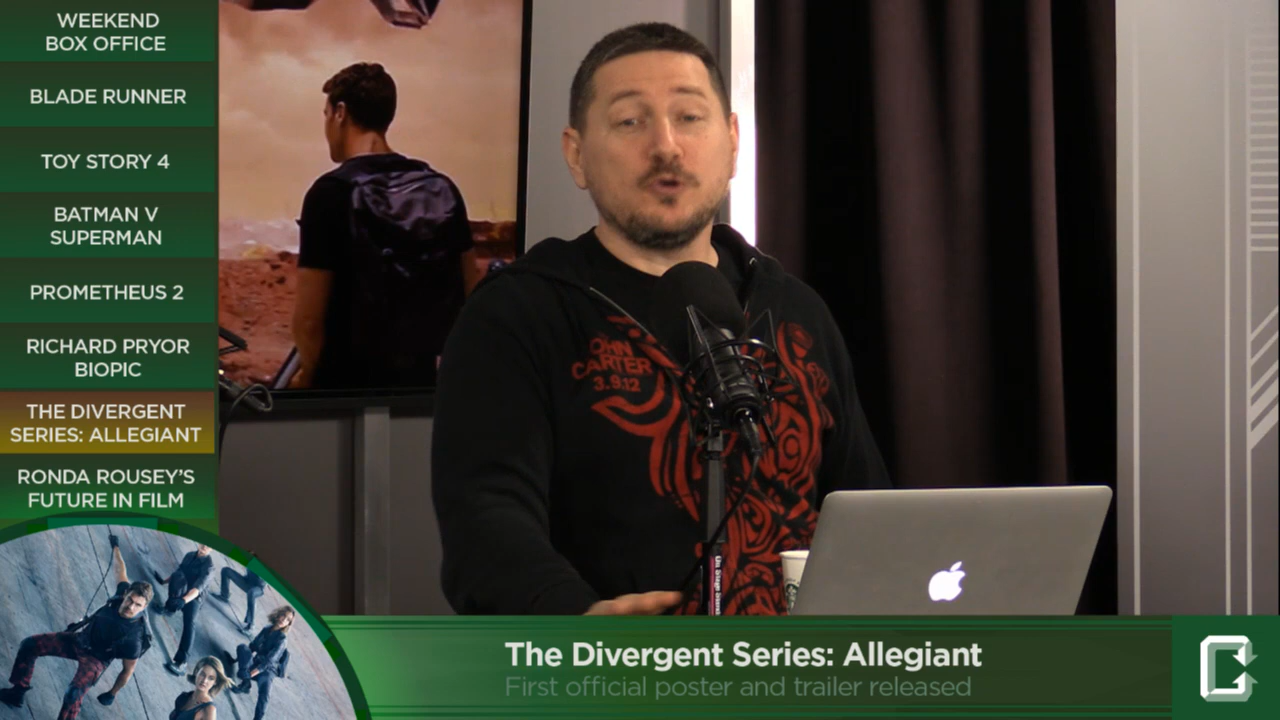 WEEKEND
BOX OFFICE
BLADE RUNNER
TOY STORY 4
BATMAN V
SUPERMAN
PROMETHEUS 2
RICHARD PRYOR
BIOPIC
THE DIVERGENT
SERIES: ALLEGIANT
RONDA ROUSEY'S
FUTURE IN FILM
JOHN
CARTER
3.9.12
The Divergent Series: Allegiant
First official poster and trailer released